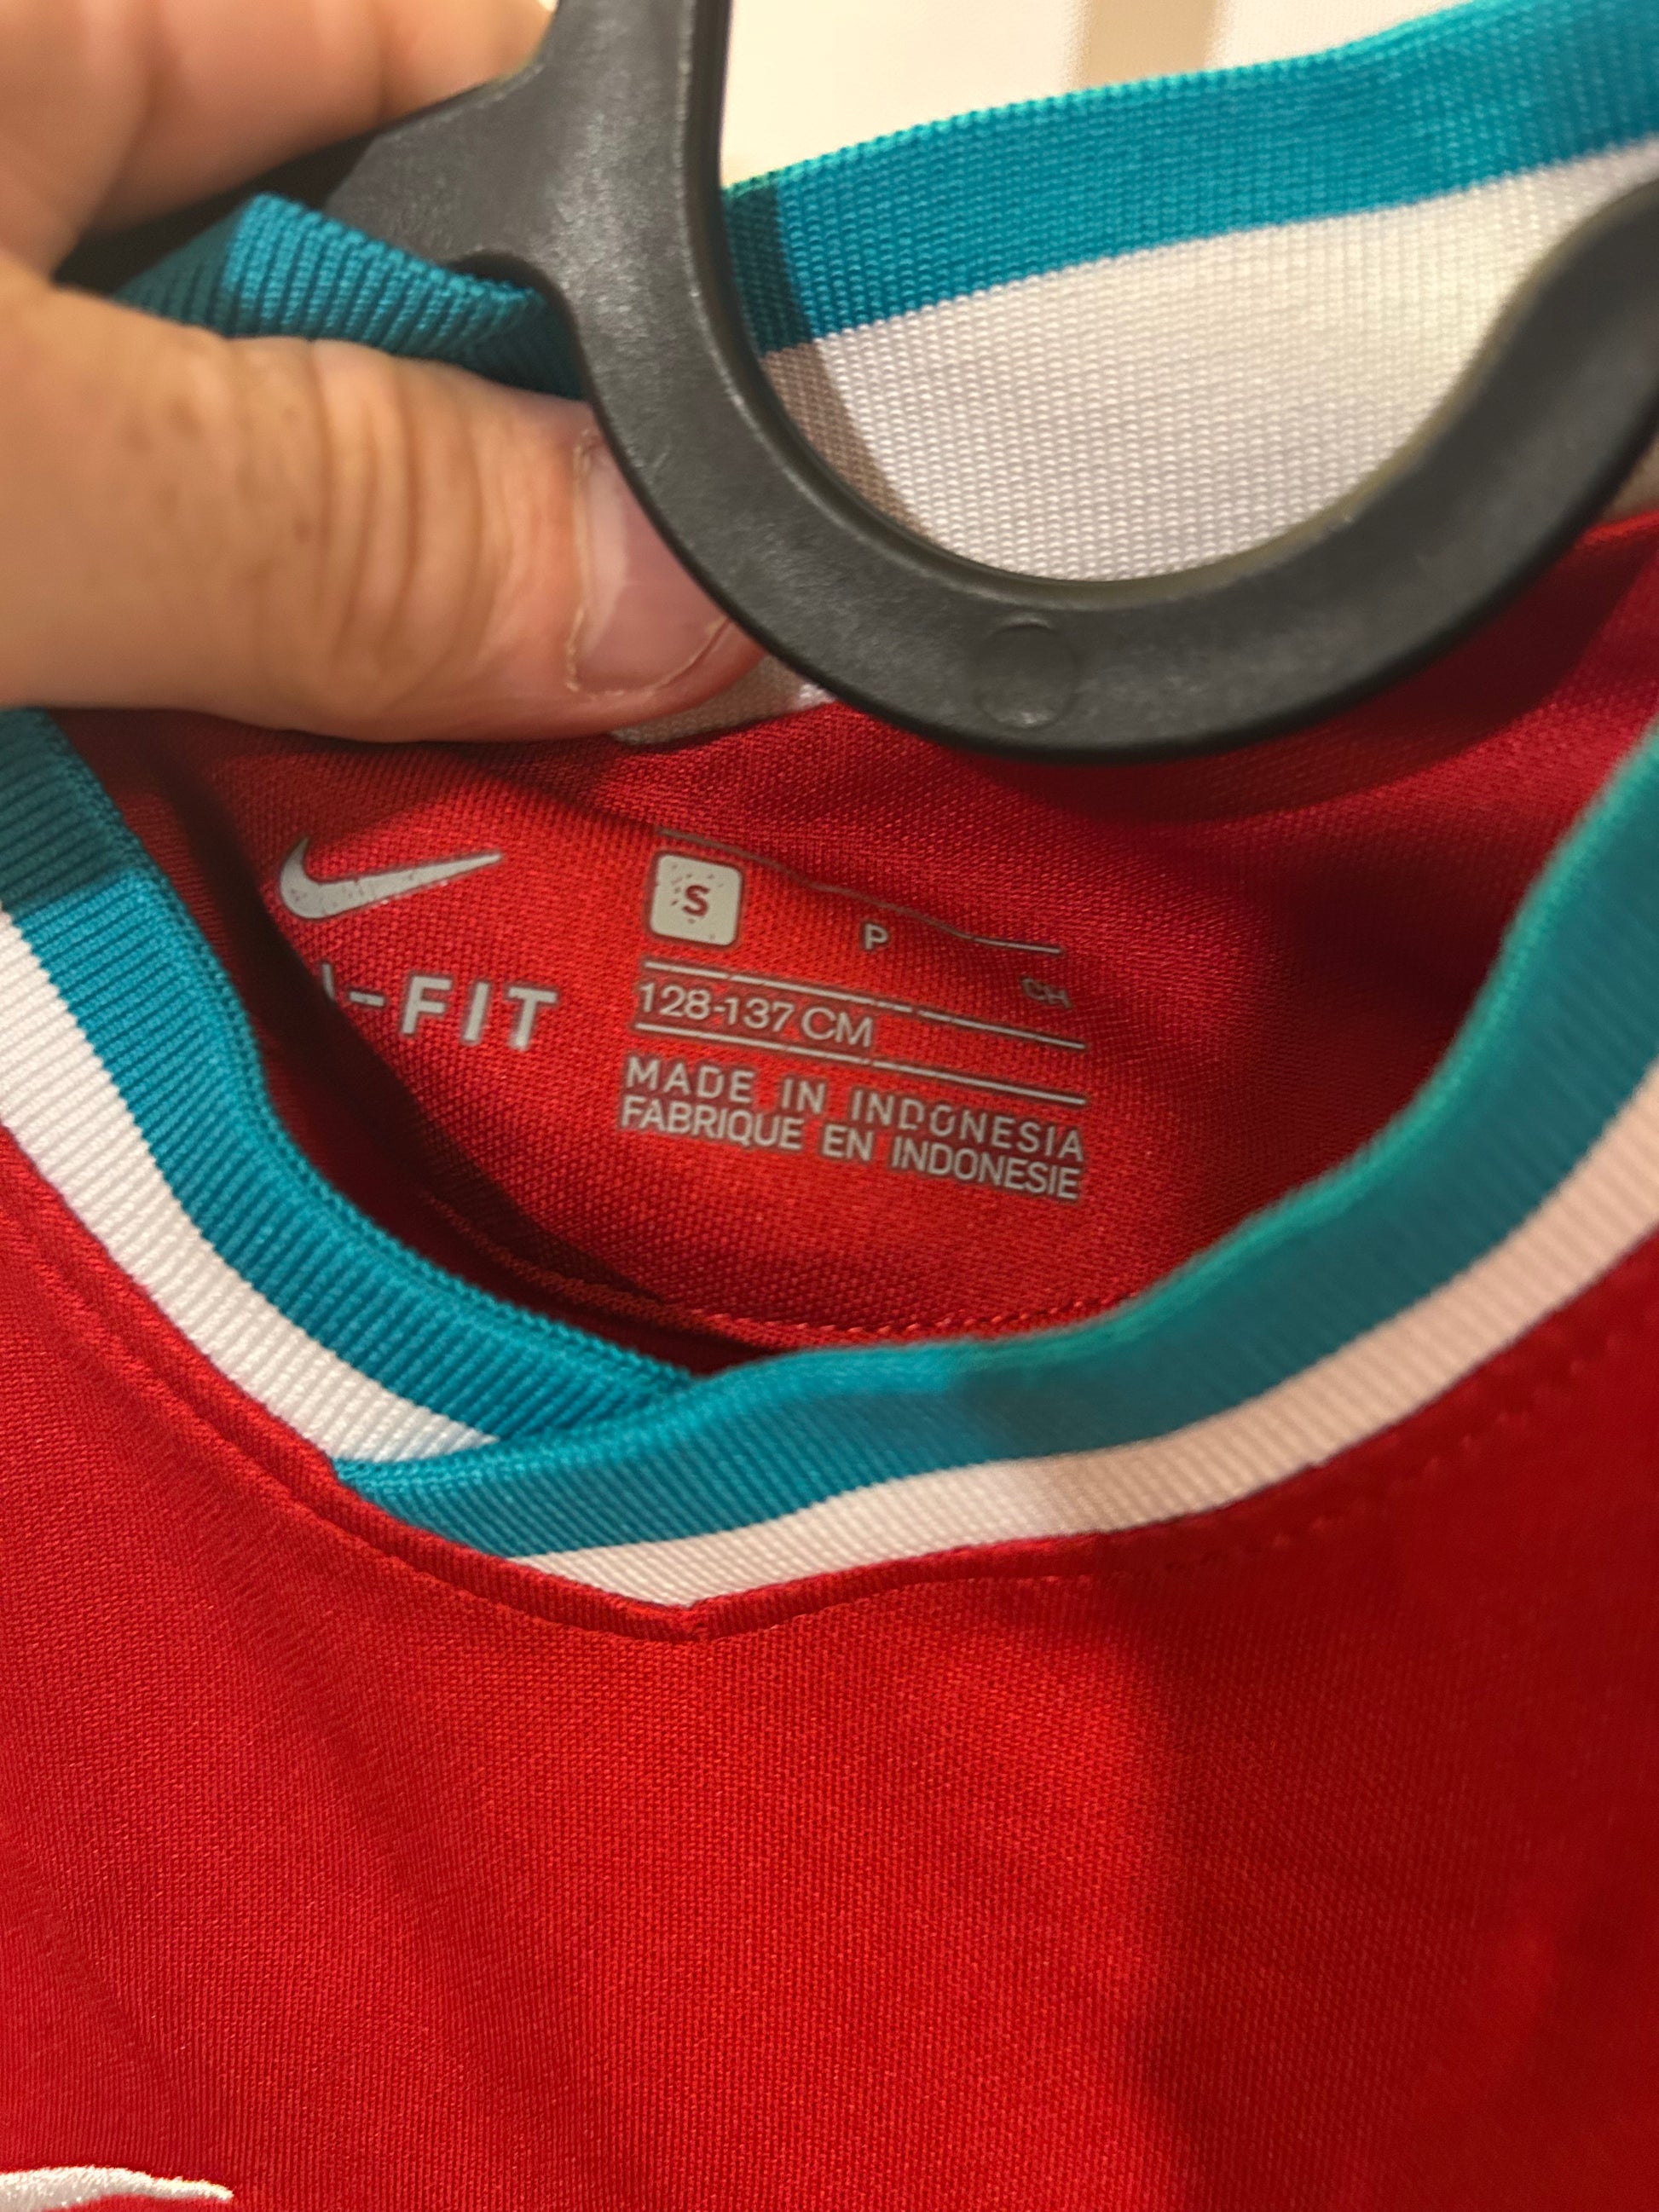 S P CH
-FIT
128-137 CM
MADE IN INDONESIA
FABRIQUE EN INDONESIE